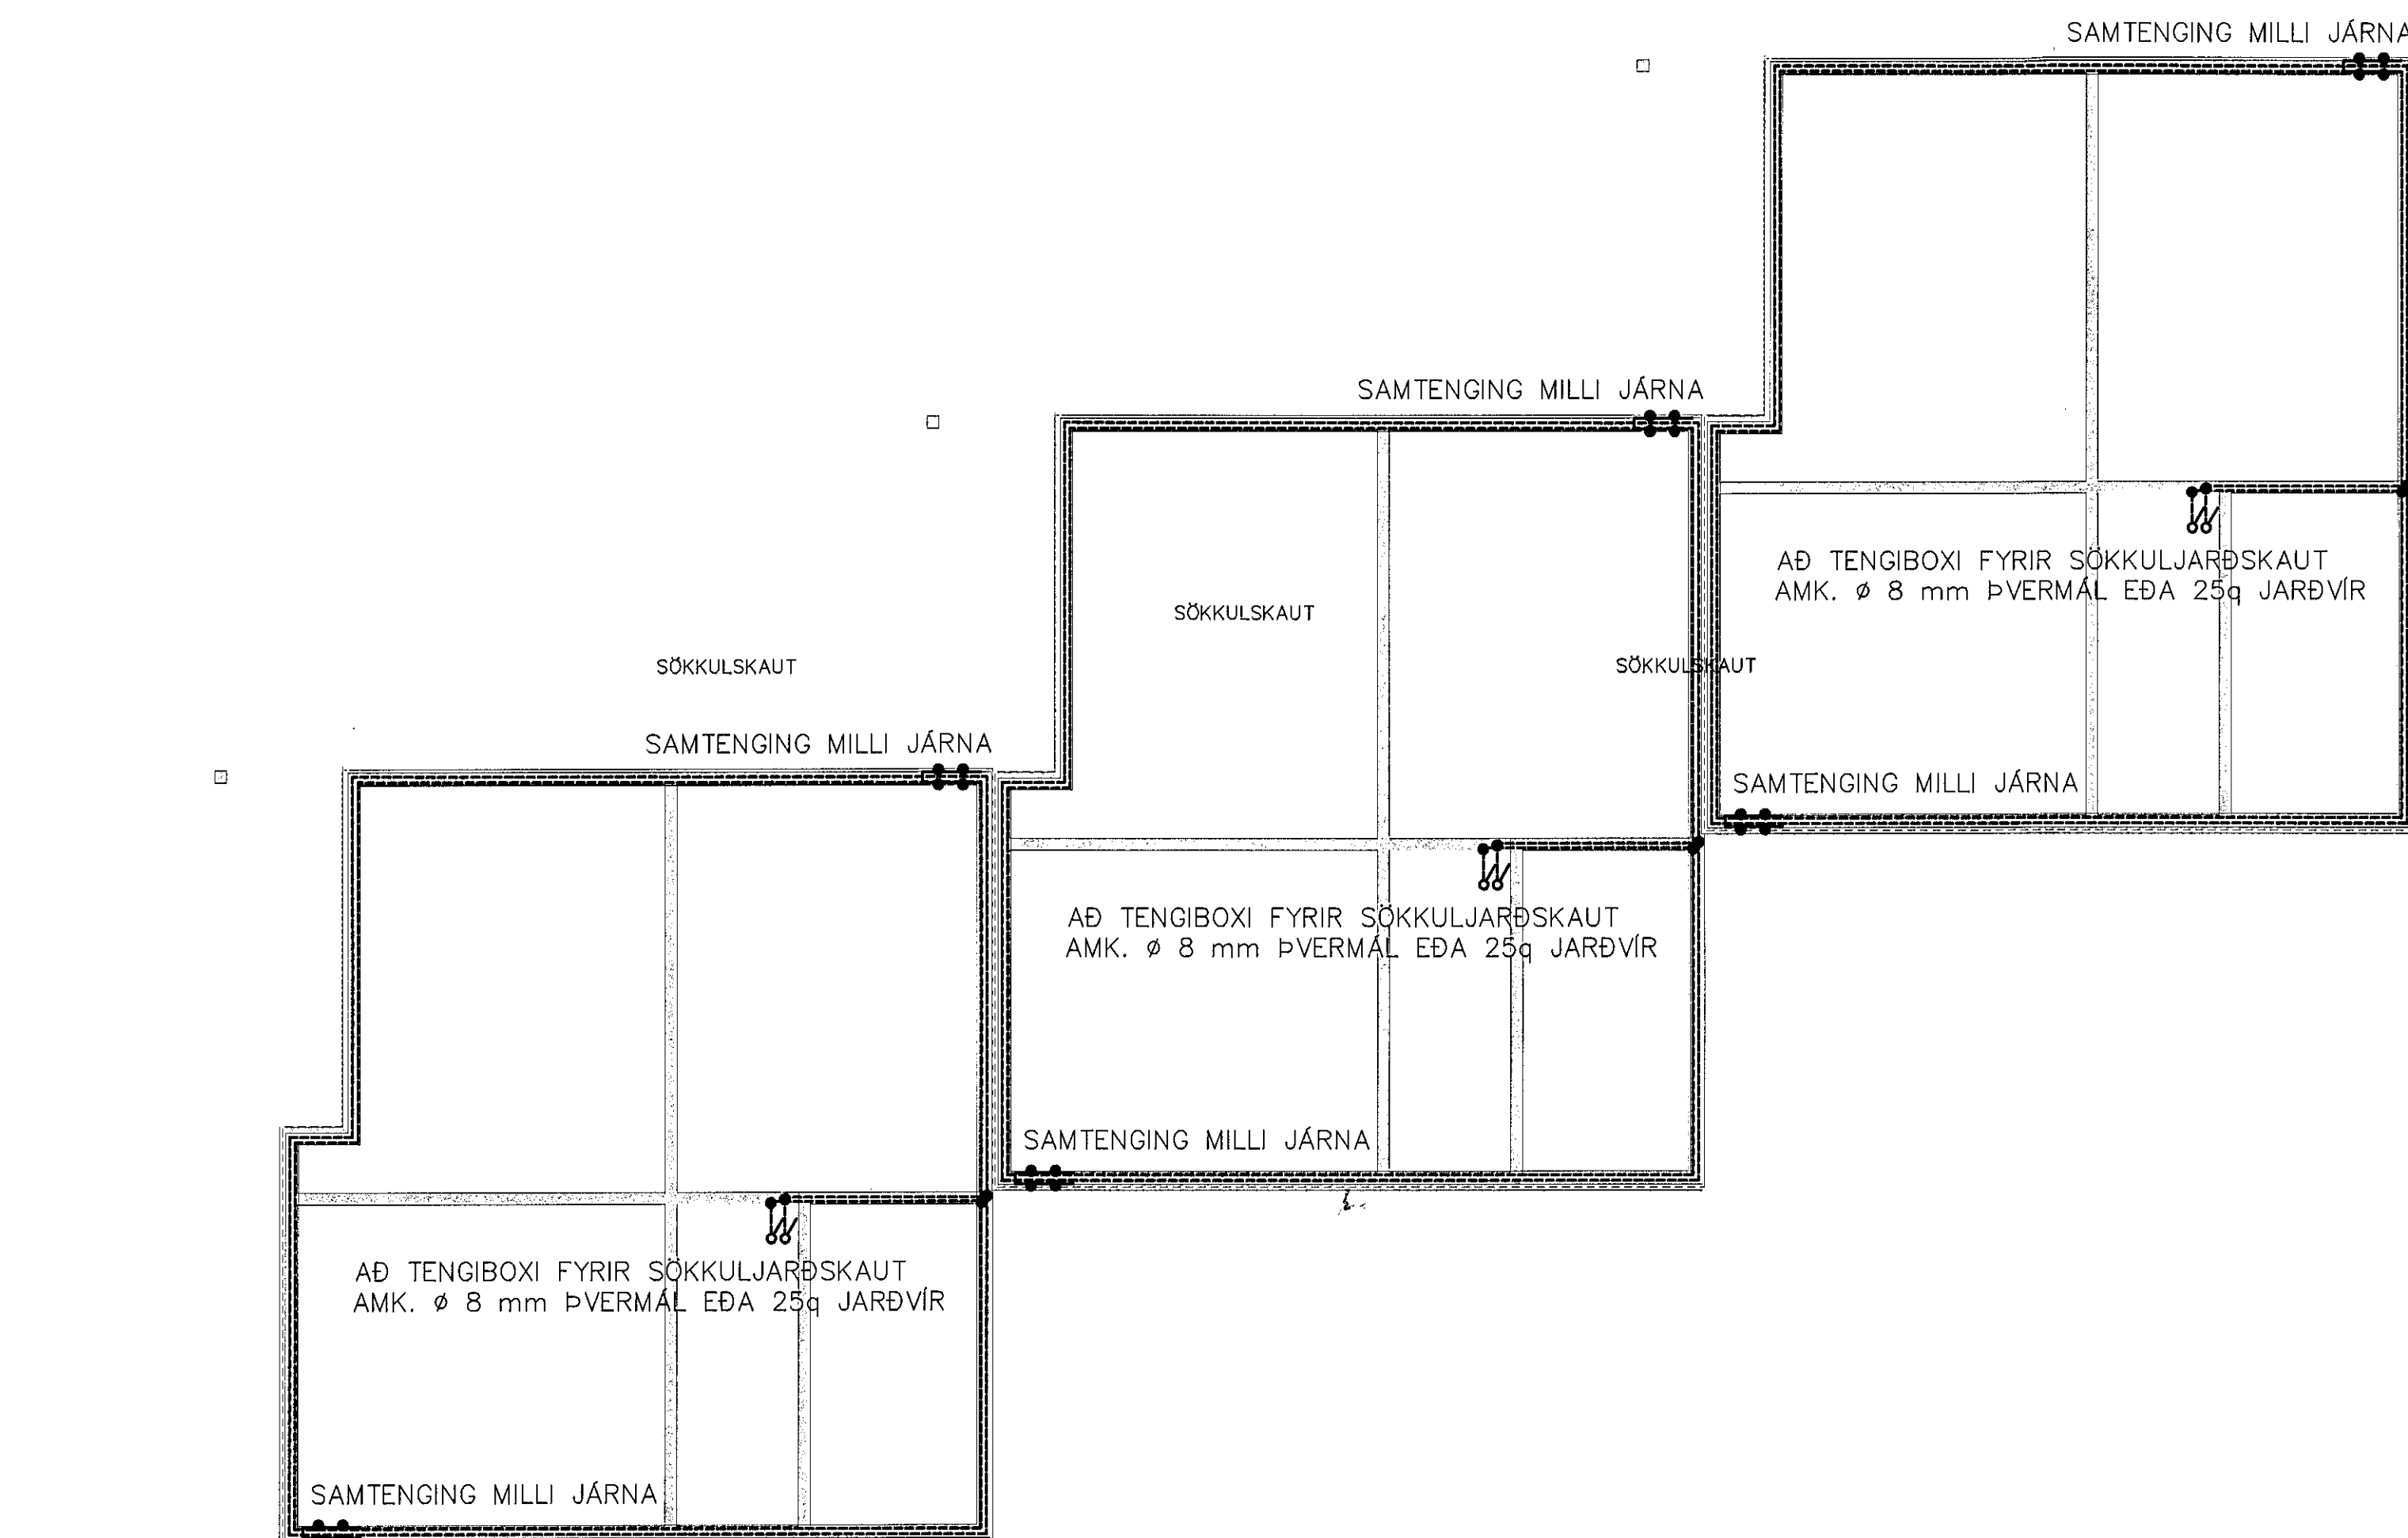 SAMTENGING MILLI JÁRNA
SAMTENGING MILLI JÁRNA
AÐ TENGIBOXI FYRIR SÖKKULJARÐSKAUT
AMK. ø 8 mm ÞVERMÁL EÐA 25q JARÐVÍR
SÖKKULSKAUT
SÖKKULSKAUT
SÖKKULSKAUT
SAMTENGING MILLI JÁRNA
SAMTENGING MILLI JÁRNA
AÐ TENGIBOXI FYRIR SÖKKULJARÐSKAUT
AMK. ø 8 mm ÞVERMÁL EÐA 25q JARÐVÍR
SAMTENGING MILLI JÁRNA
AÐ TENGIBOXI FYRIR SÖKKULJARÐSKAUT
AMK. ø 8 mm ÞVERMÁL EÐA 25q JARÐVÍR
SAMTENGING MILLI JÁRNA